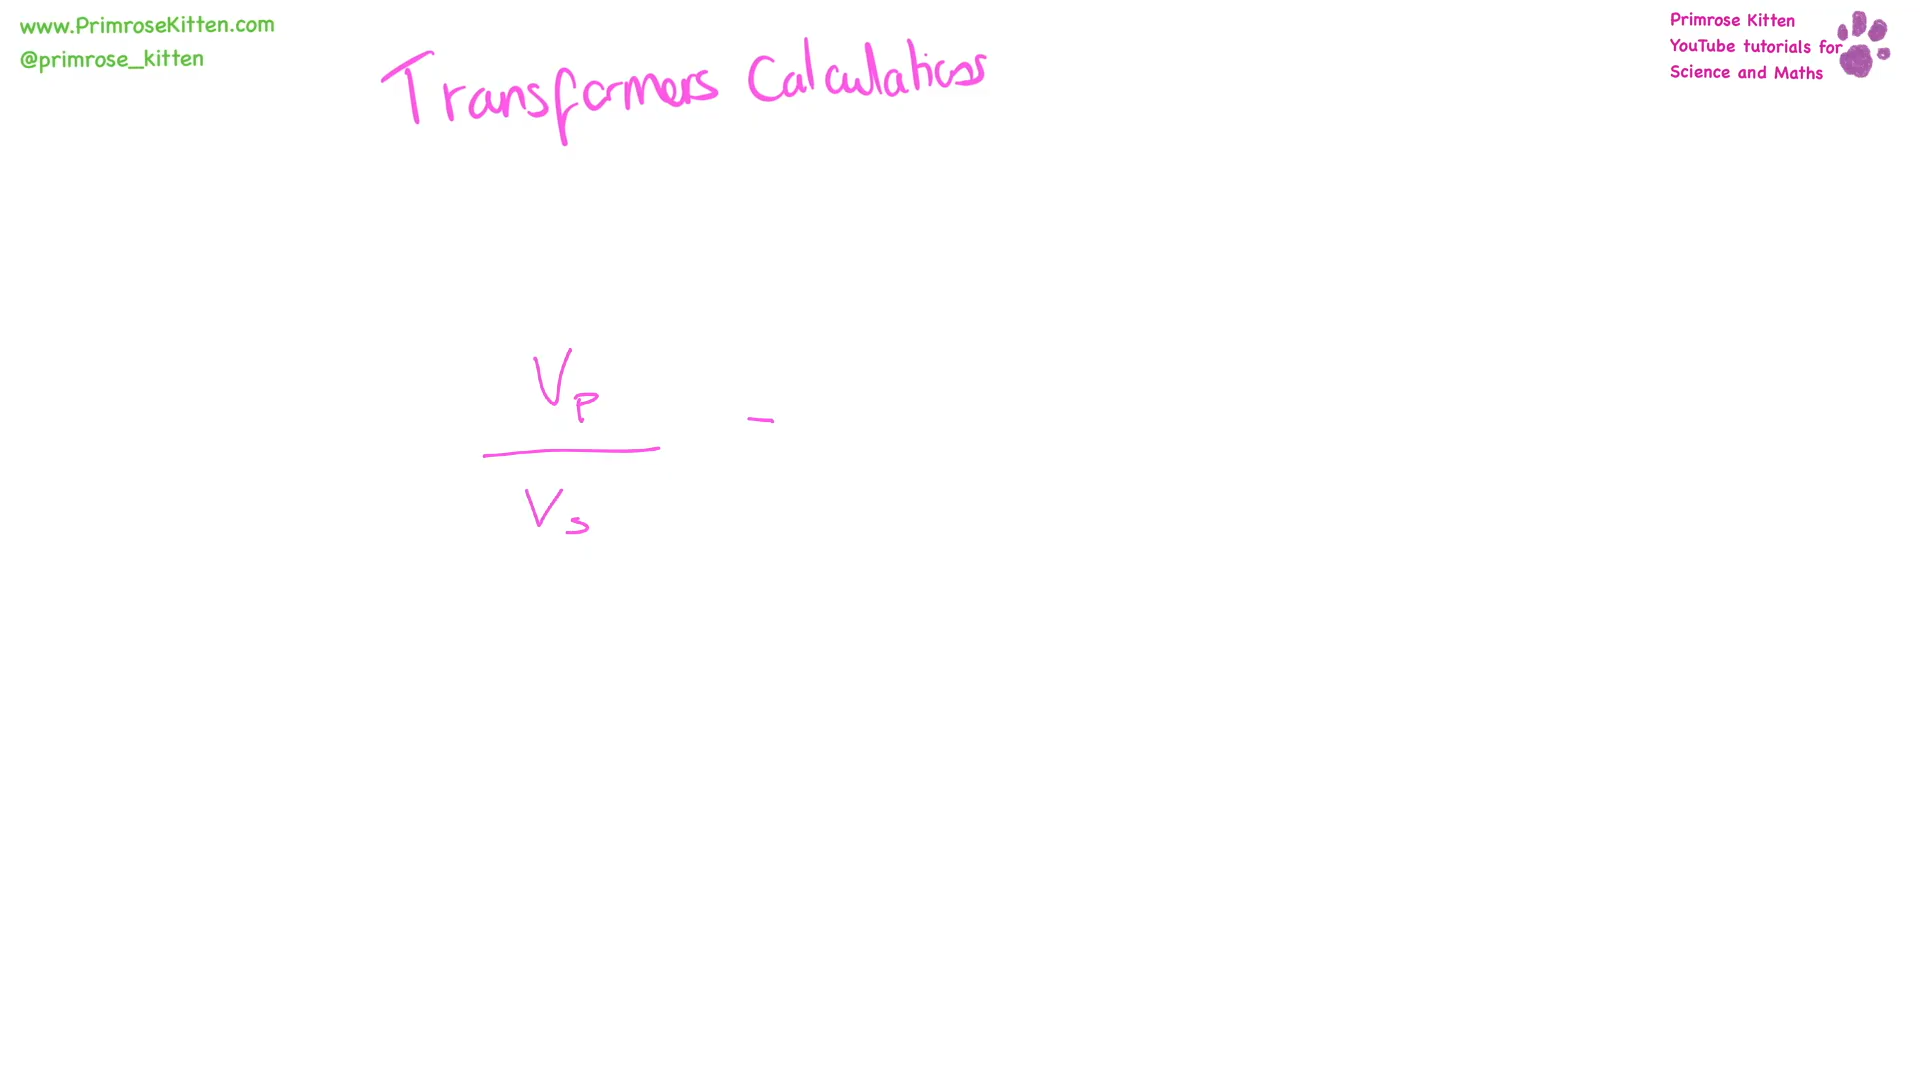 www.PrimroseKitten.com
@primrose_kitten
Primrose Kitten
YouTube tutorials for
Science and Maths
Transformers Calculations
Vp
-
Vs